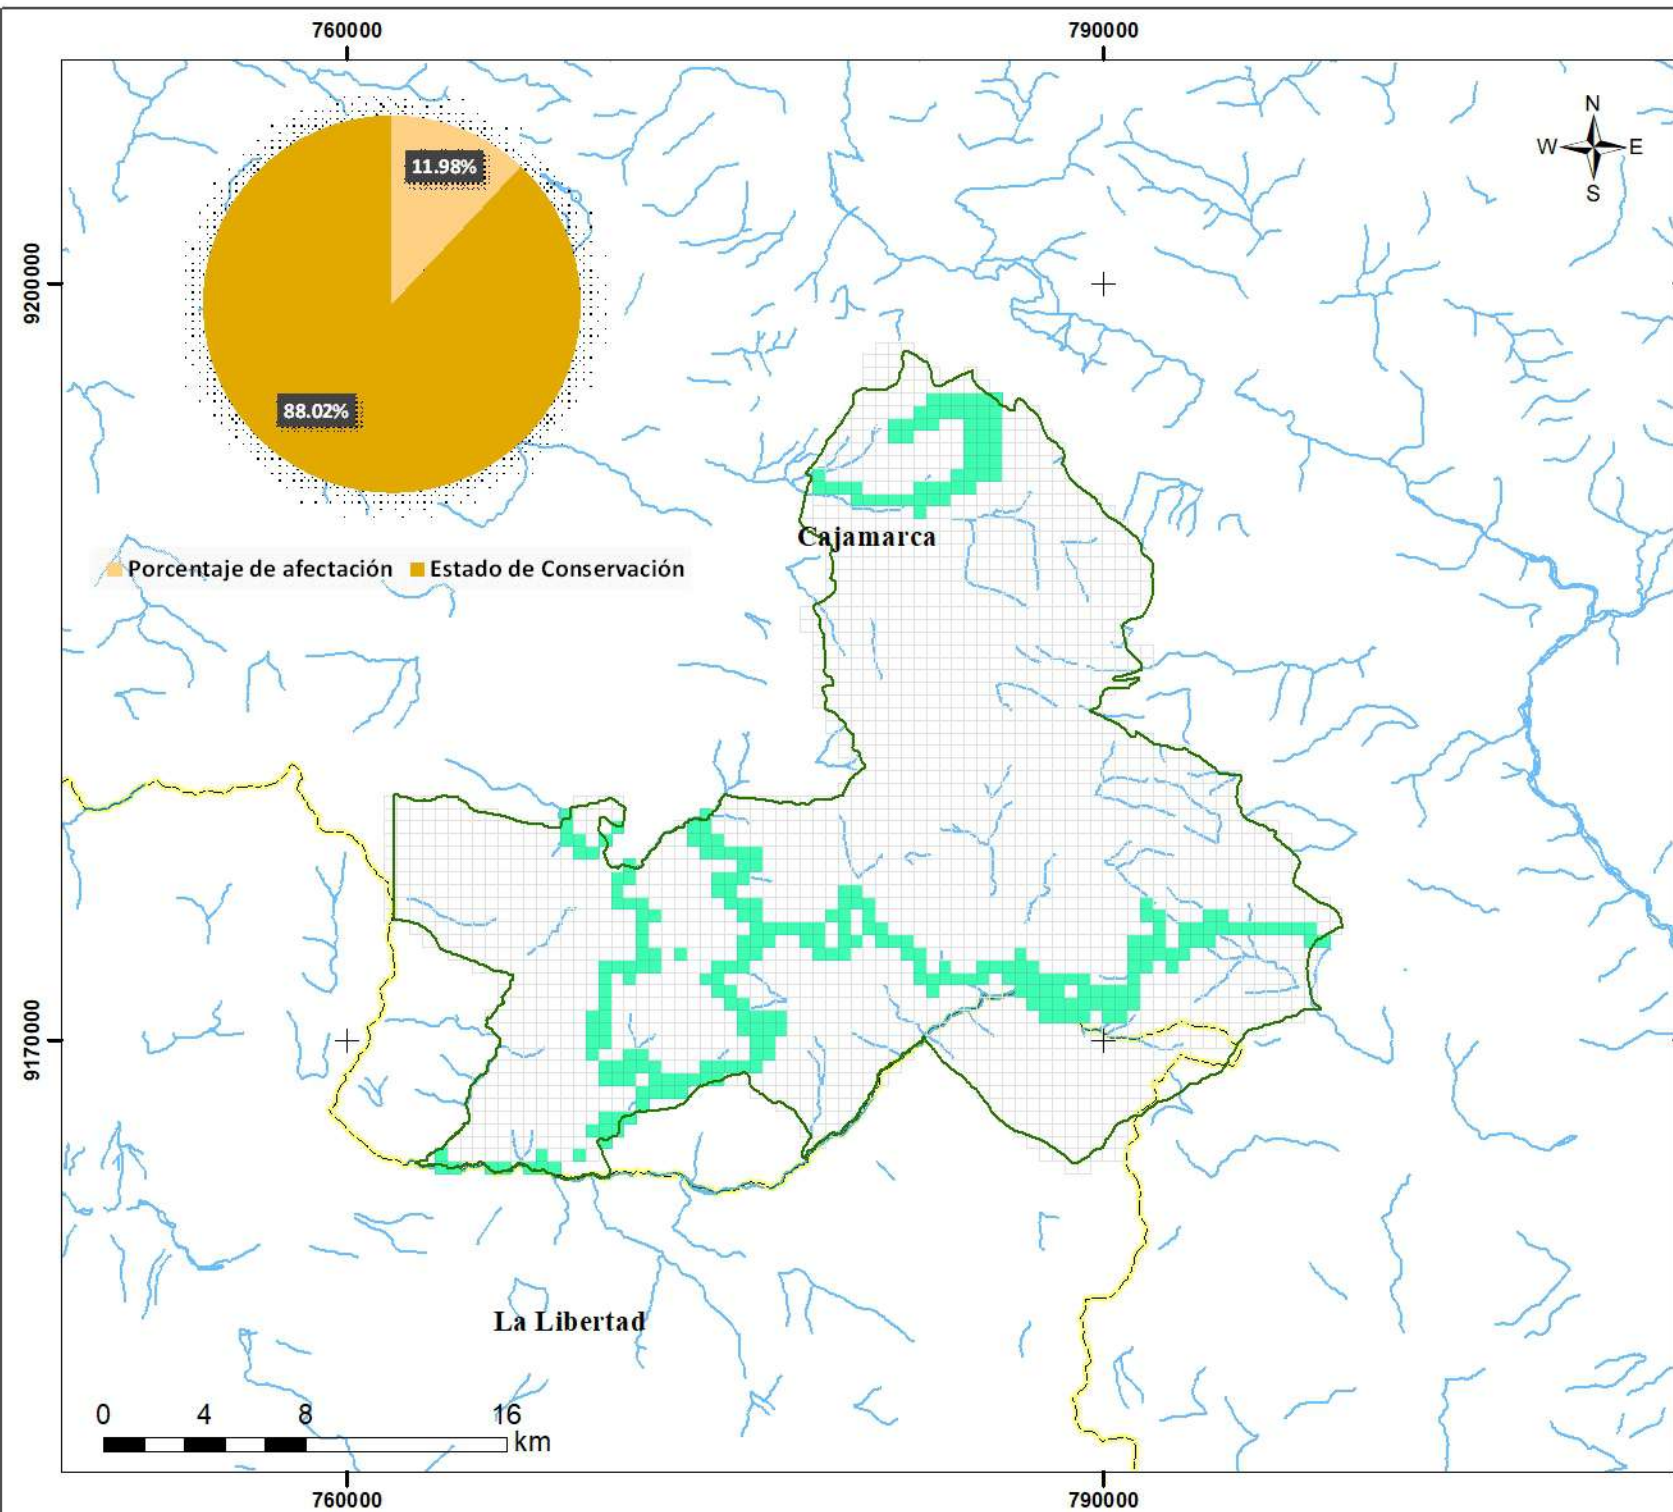 760000 790000
N
W E
S
11.98%
9200000
88.02%
Cajamarca
Porcentaje de afectación Estado de Conservación
9170000
La Libertad
0 4 8 16
km
760000 790000